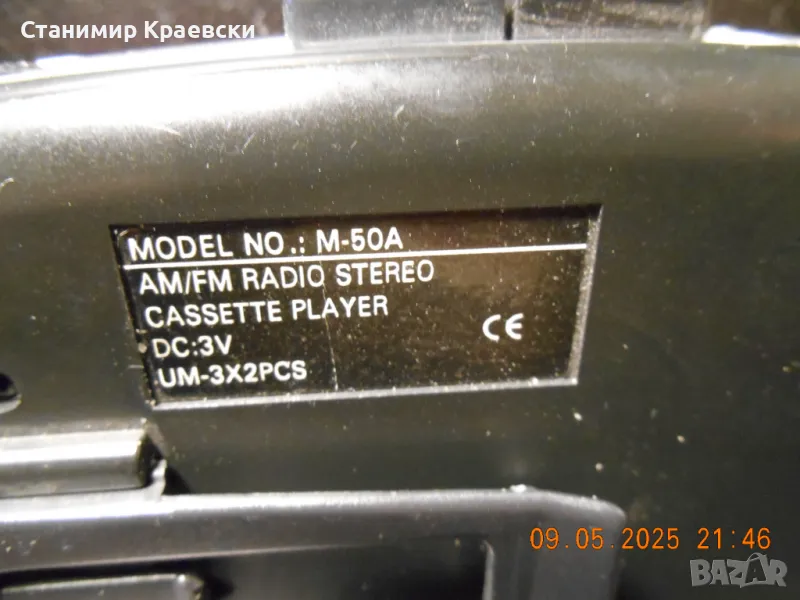 Станимир Краевски
MODEL NO.: M-50A
AM/FM RADIO STEREO
CASSETTE PLAYER
DC:3V
CE
UM-3X2PCS
09.05.2025 21:46
BAZAR